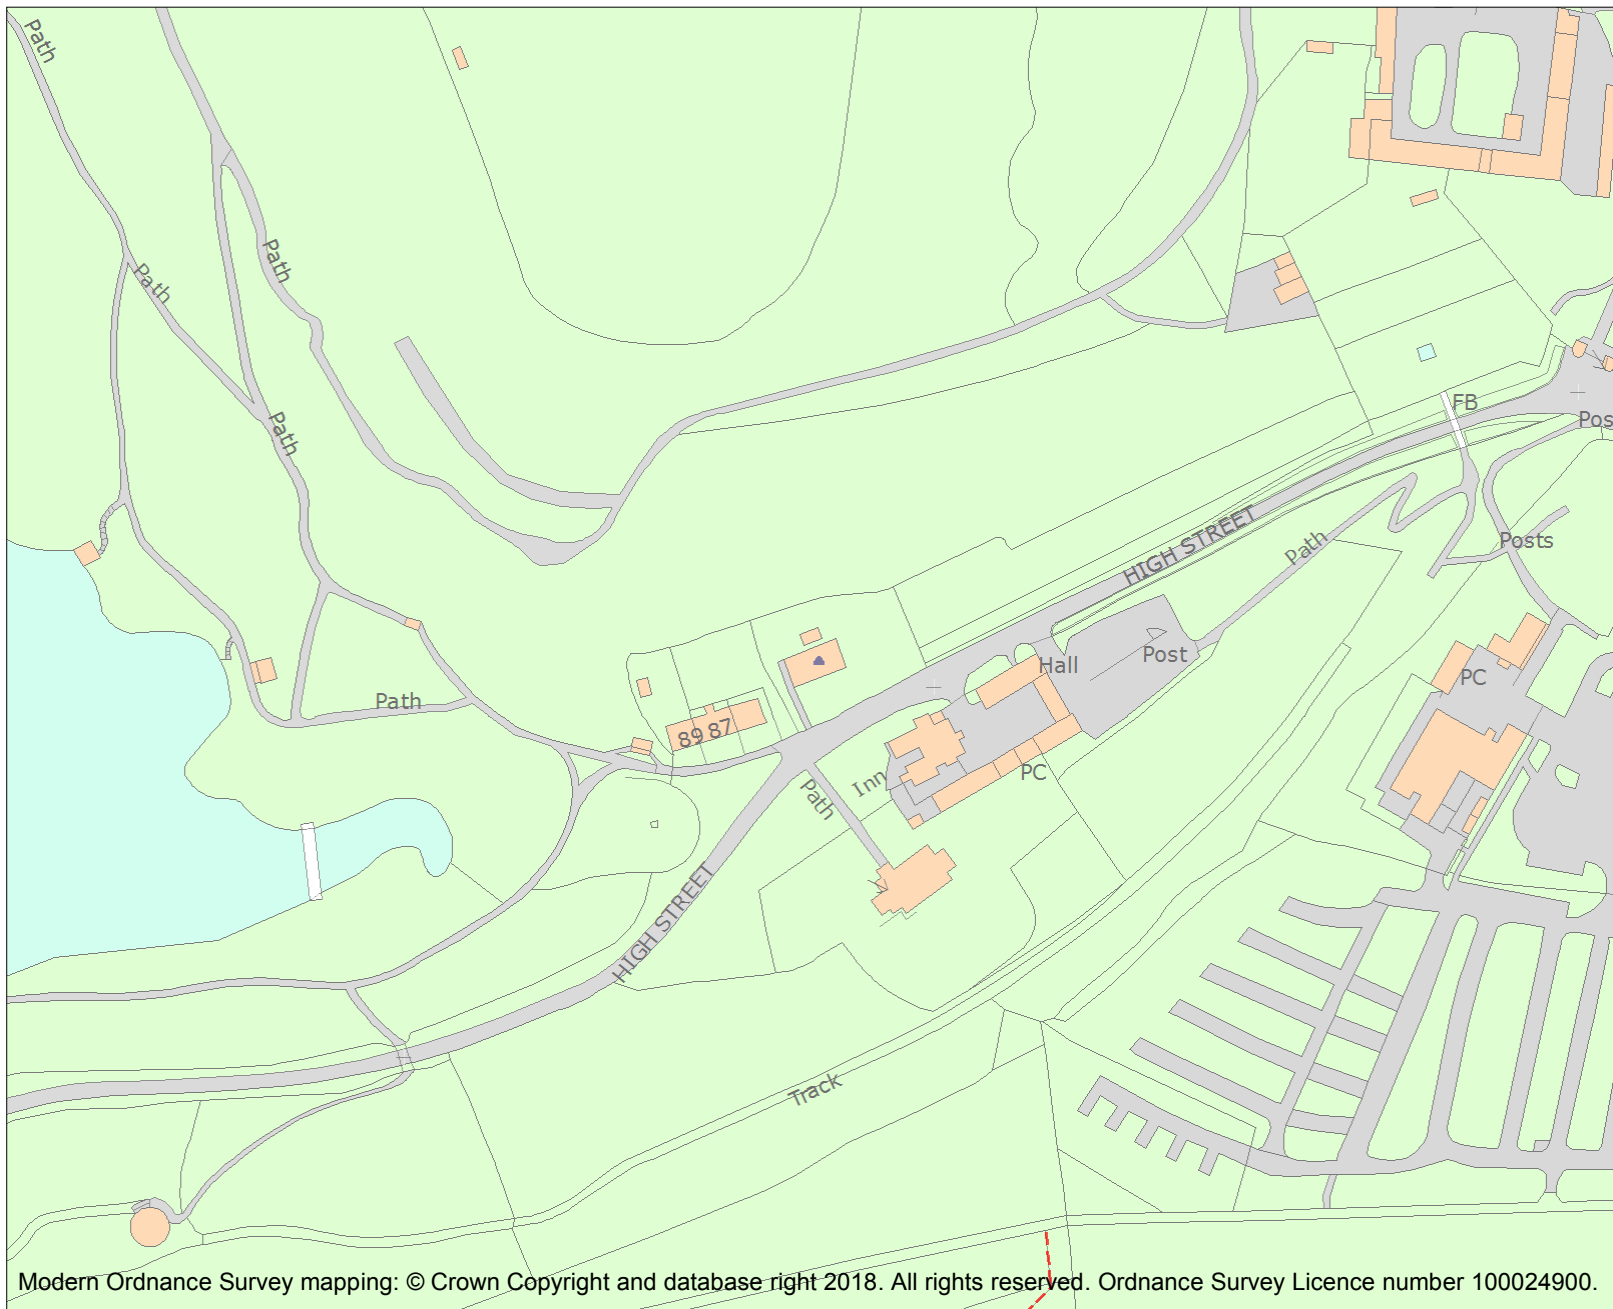 Path
Path
Path
Path
FB
Pos
HIGH STREET
Path
Posts
Hall
Post
PC
Path
89 87
Inn
PC
Path
HIGH STREET
Track
Modern Ordnance Survey mapping: © Crown Copyright and database right 2018. All rights reserved. Ordnance Survey Licence number 100024900.